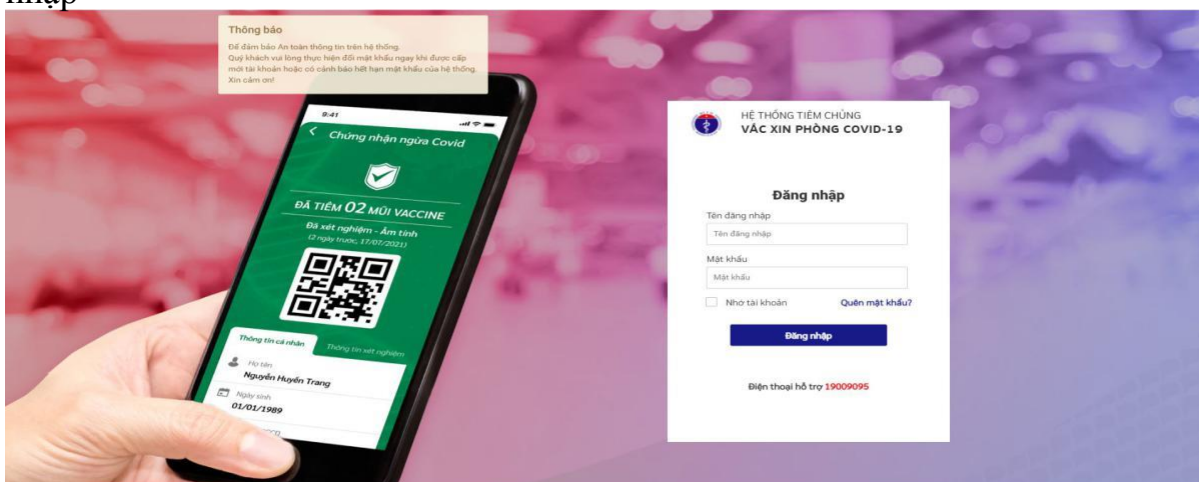 nhập
Thông báo
Để đảm bảo An toàn thông tin trên hệ thống.
Quý khách vui lòng thực hiện đổi mật khẩu ngay khi được cấp
mới tài khoản hoặc có cảnh báo hết hạn mật khẩu của hệ thống.
Xin cảm ơn!
9:41
Chứng nhận ngừa Covid
ĐÃ TIÊM 02 MŨI VACCINE
Đã xét nghiệm - Âm tính
(2 ngày trước, 17/07/2021)
Thông tin cá nhân
Thông tin xét nghiệm
Họ tên
Nguyễn Huyền Trang
Ngày sinh
01/01/1989
HỆ THỐNG TIÊM CHỦNG
VẮC XIN PHÒNG COVID-19
Đăng nhập
Tên đăng nhập
Tên đăng nhập
Mật khẩu
Mật khẩu
Nhớ tài khoản
Quên mật khẩu?
Đăng nhập
Điện thoại hỗ trợ 19009095